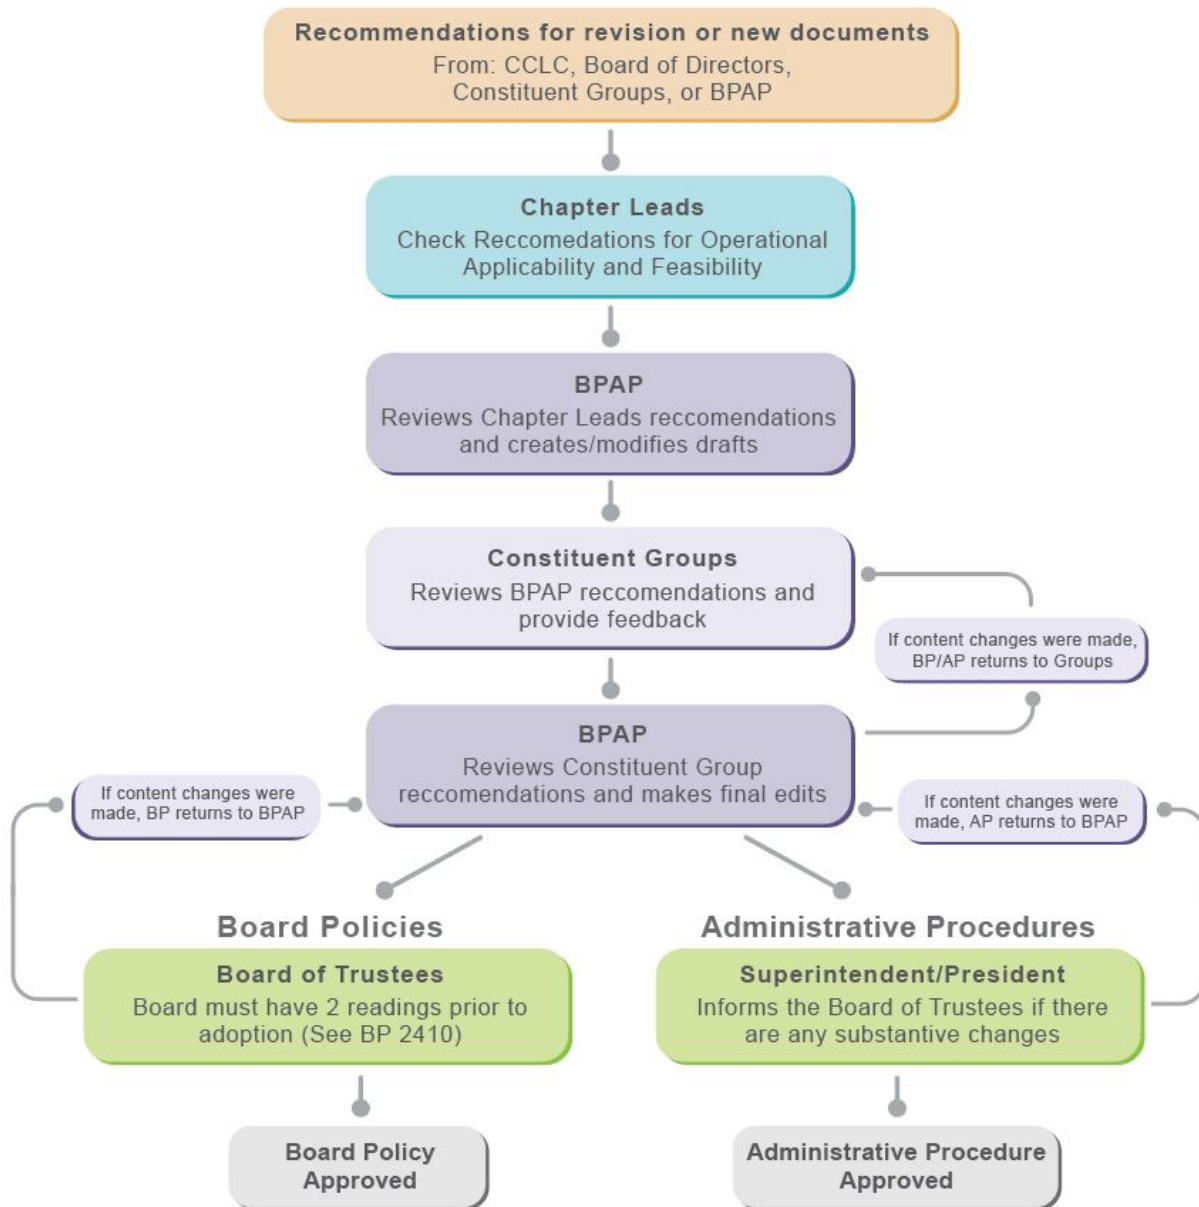 Recommendations for revision or new documents
From: CCLC, Board of Directors,
Constituent Groups, or BPAP
Chapter Leads
Check Reccomedations for Operational
Applicability and Feasibility
BPAP
Reviews Chapter Leads reccomendations
and creates/modifies drafts
Constituent Groups
Reviews BPAP reccomendations and
provide feedback
If content changes were made,
BP/AP returns to Groups
BPAP
Reviews Constituent Group
reccomendations and makes final edits
If content changes were
made, BP returns to BPAP
If content changes were
made, AP returns to BPAP
Board Policies
Board of Trustees
Board must have 2 readings prior to
adoption (See BP 2410)
Administrative Procedures
Superintendent/President
Informs the Board of Trustees if there
are any substantive changes
Board Policy
Approved
Administrative Procedure
Approved